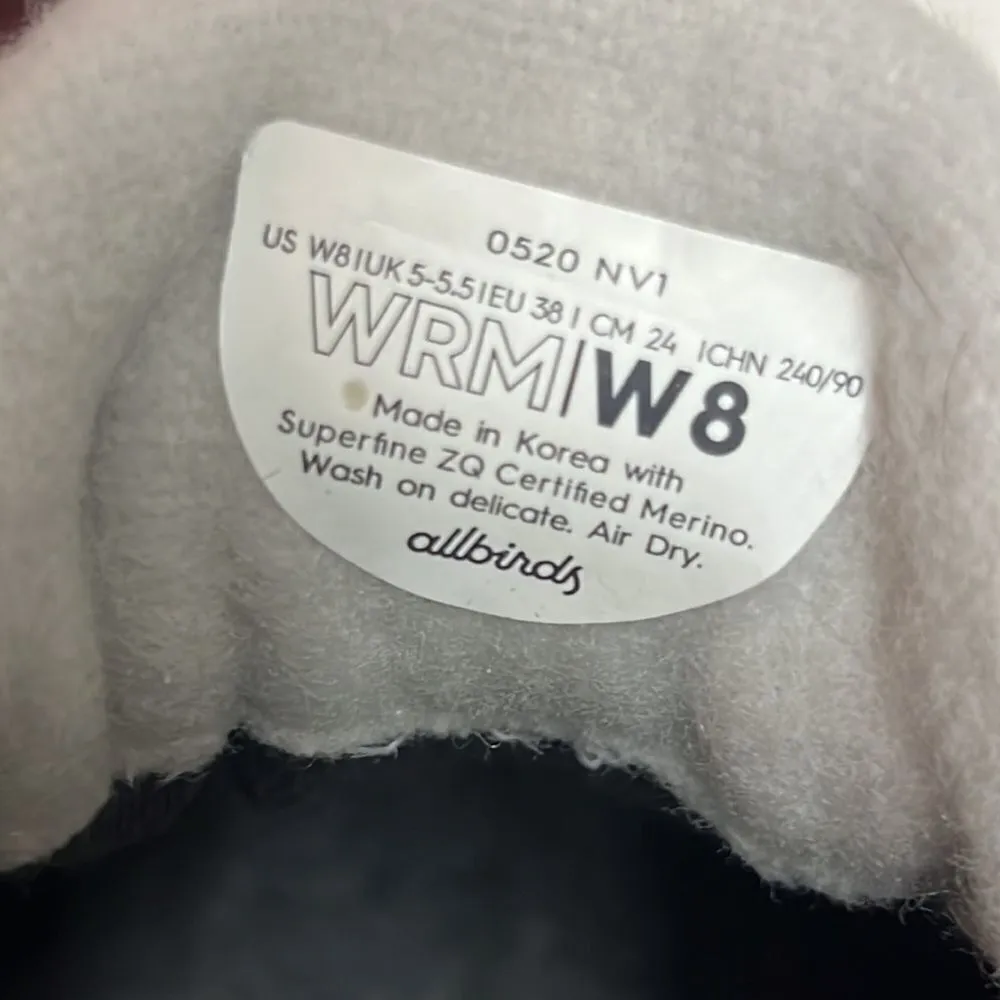 0520 NV1
US W8 | UK 5-5.5 | EU 38 | CM 24 | CHN 240/90
WRM | W8
Made in Korea with
Superfine ZQ Certified Merino.
Wash on delicate. Air Dry.
allbirds